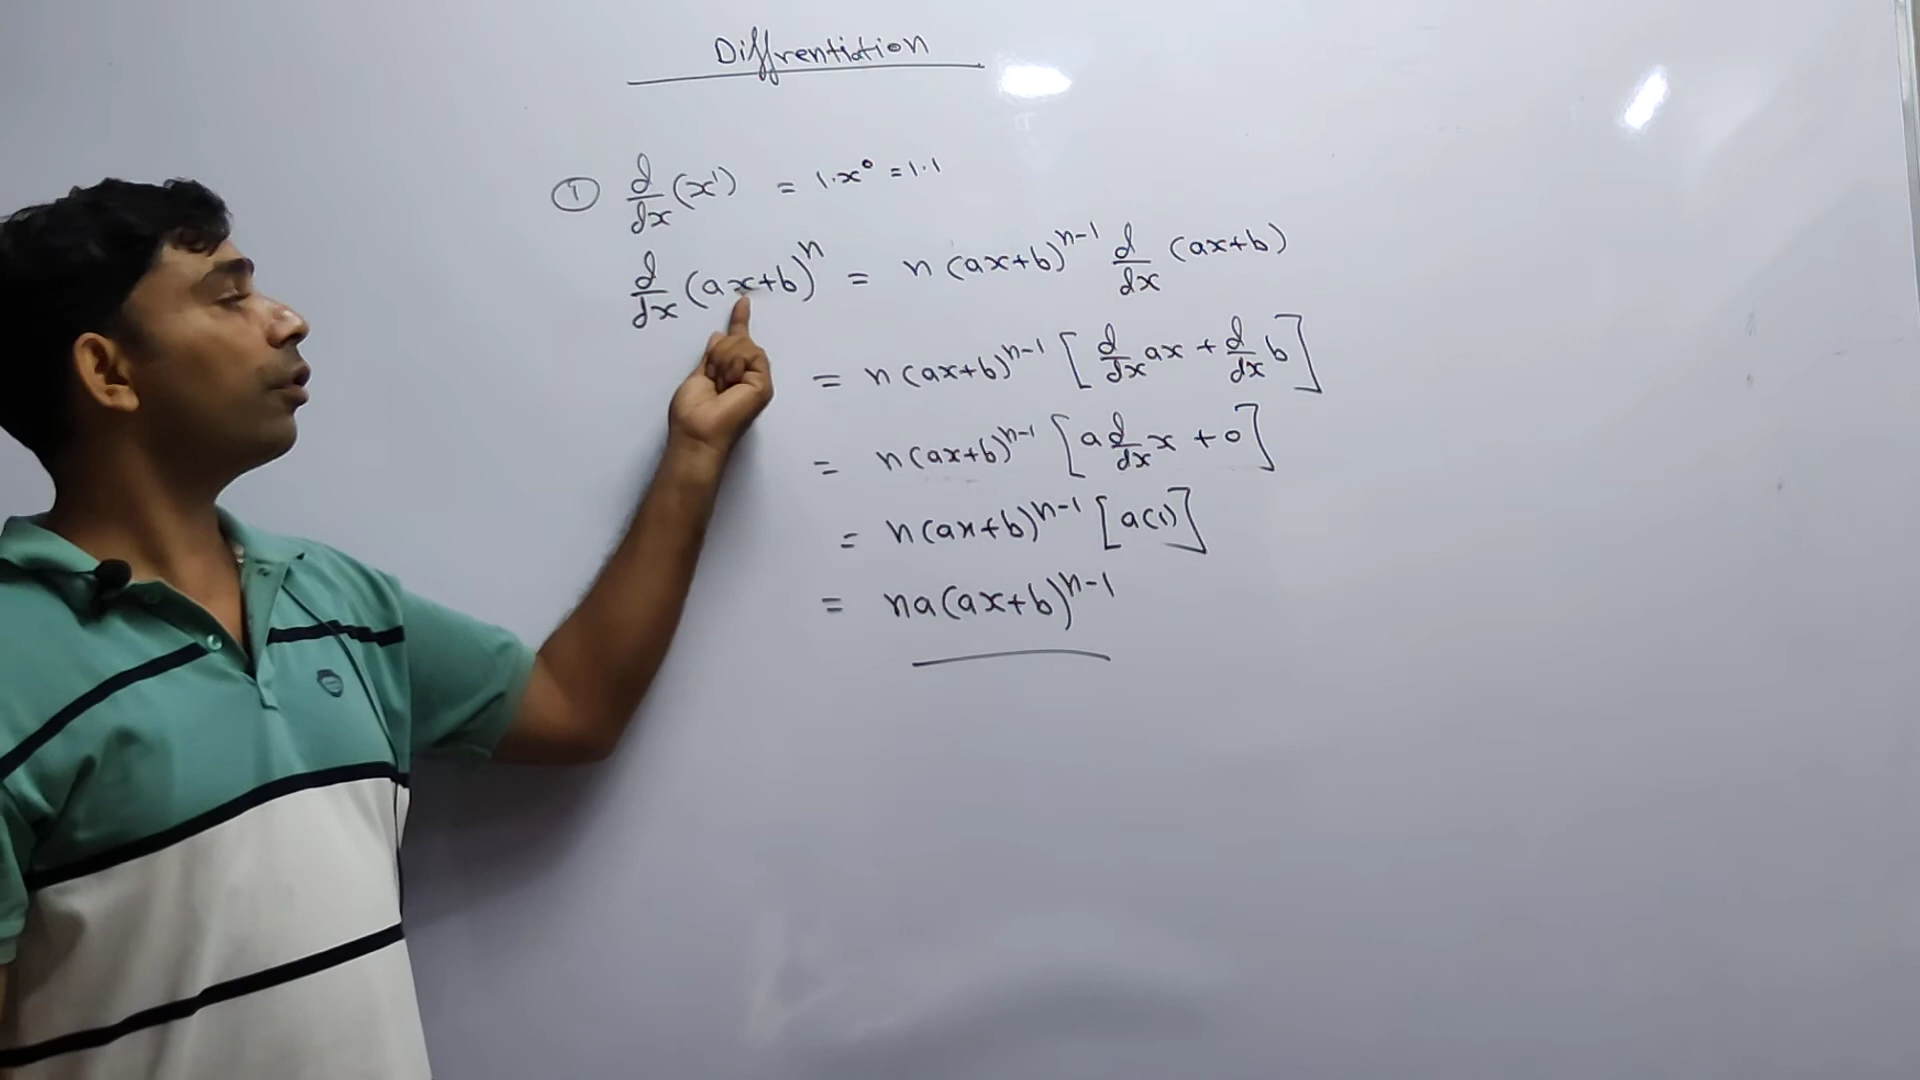 Diffrentiation
① d/dx (x¹) = 1·x⁰ = 1·1
d/dx (ax+b)ⁿ = n (ax+b)ⁿ⁻¹ d/dx (ax+b)
= n(ax+b)ⁿ⁻¹ [d/dx ax + d/dx b]
= n(ax+b)ⁿ⁻¹ [a d/dx x + 0]
= n(ax+b)ⁿ⁻¹ [a(1)]
= na(ax+b)ⁿ⁻¹